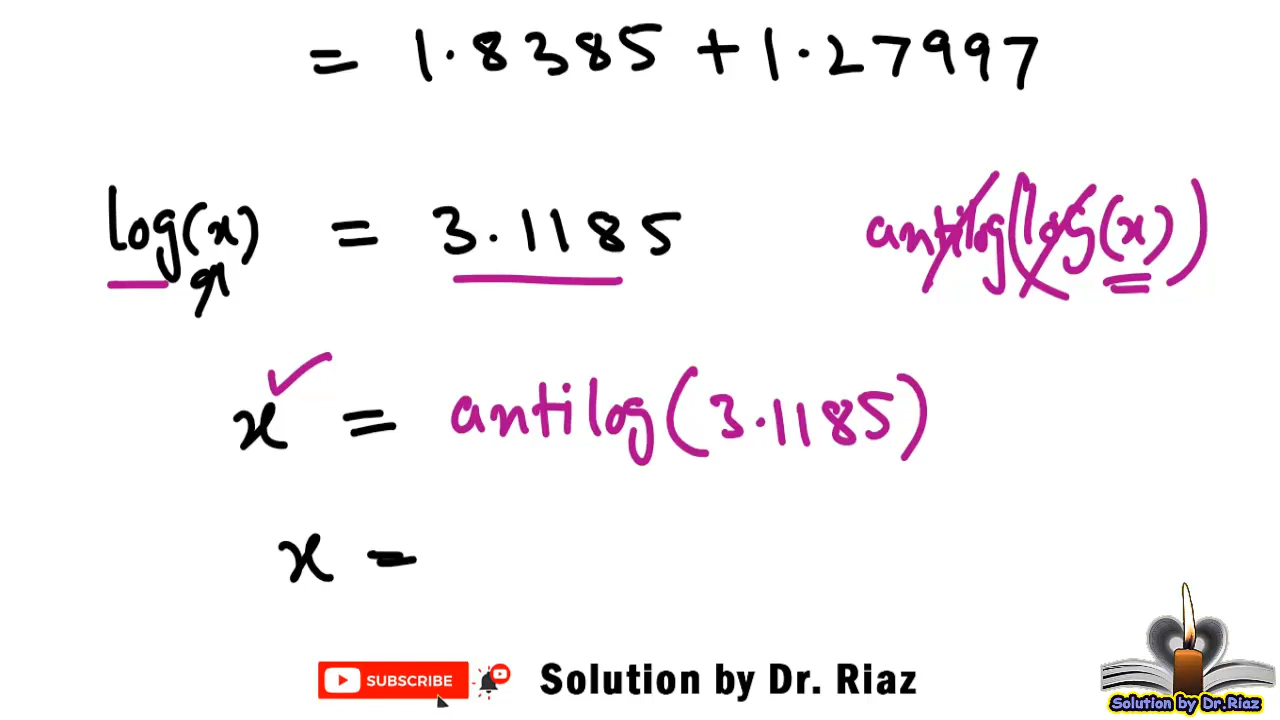 = 1.8385 + 1.27997
log(x) = 3.1185 antilog(log(x))
x
x = antilog(3.1185)
x =
SUBSCRIBE Solution by Dr. Riaz
Solution by Dr.Riaz